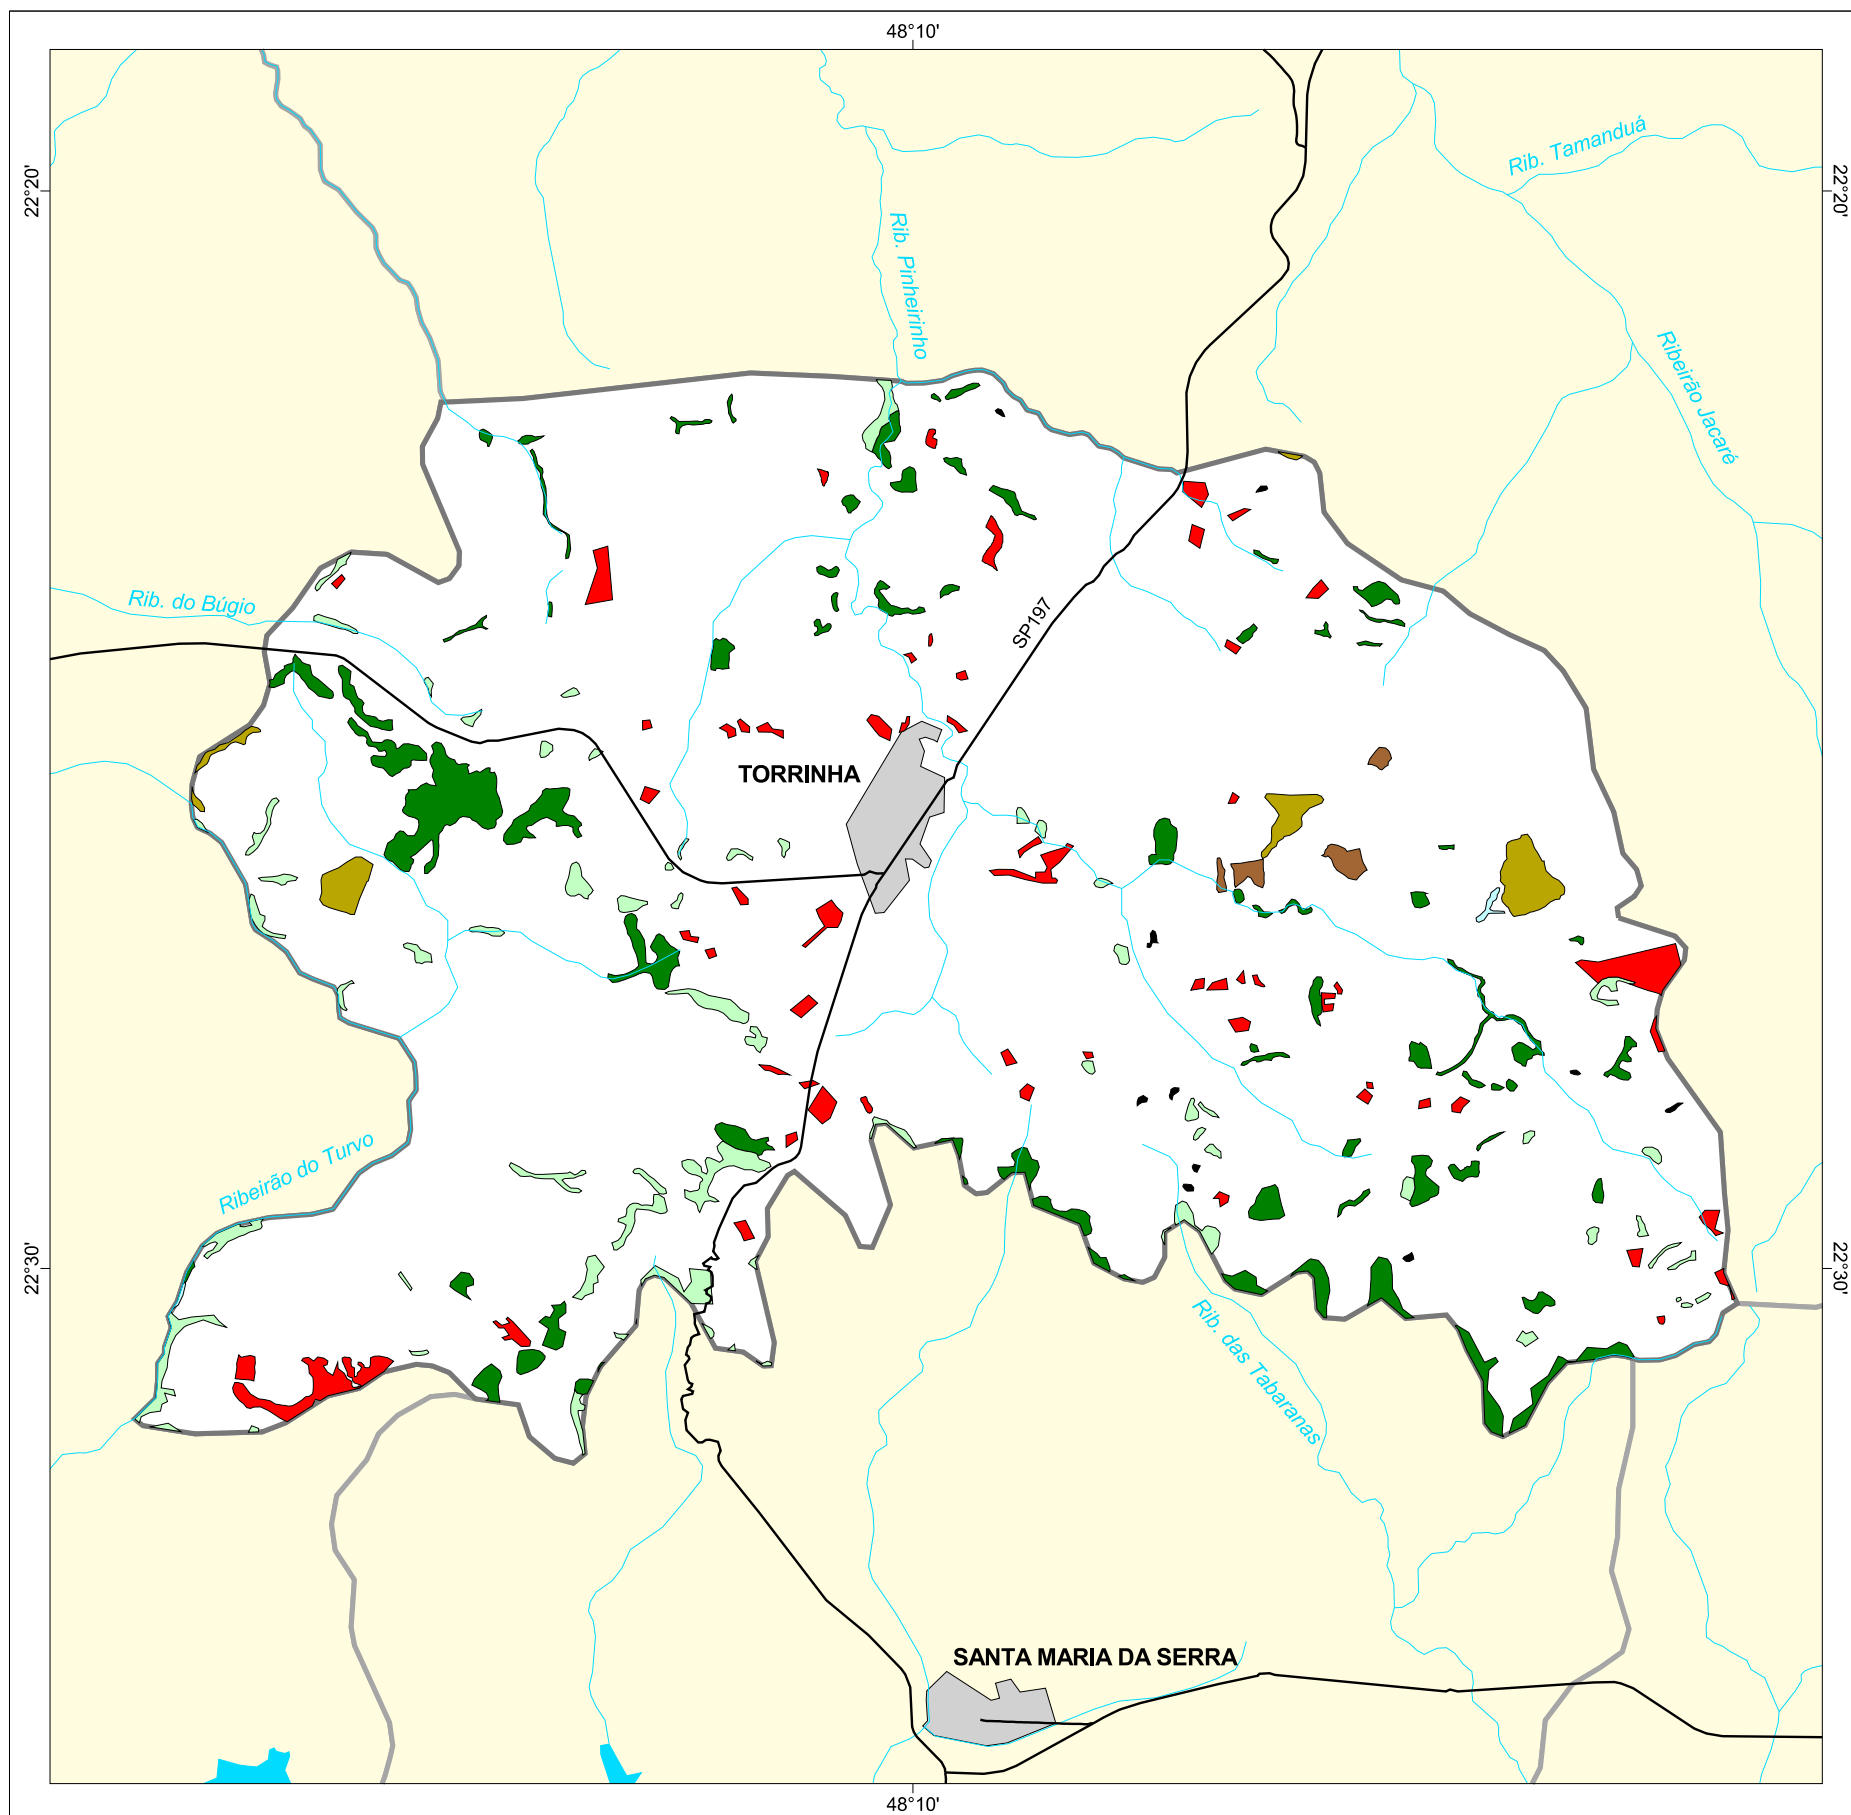 48°10'
22°20'
22°20'
Rib. Tamanduá
Rib. Pinheirinho
Ribeirão Jacaré
Rib. do Búgio
SP197
TORRINHA
Ribeirão do Turvo
22°30'
22°30'
Rib. das Tabaranas
SANTA MARIA DA SERRA
48°10'